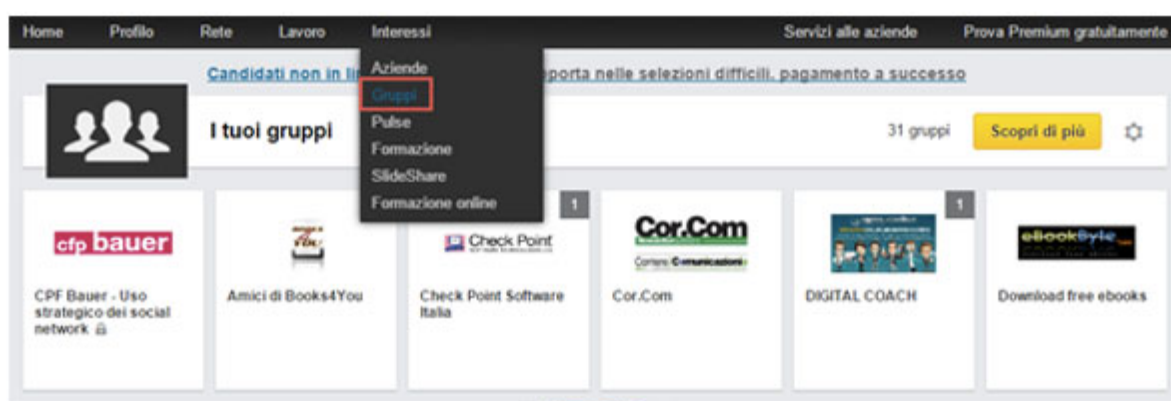 Home Profilo Rete Lavoro Interessi Servizi alle aziende Prova Premium gratuitamente
Candidati non in porta nelle selezioni difficili. pagamento a successo
Aziende
Gruppi
Pulse
Formazione
SlideShare
Formazione online
I tuoi gruppi 31 gruppi Scopri di più
1 1
cfp bauer Check Point Cor.Com eBookByte
Corriere Comunicazioni
CPF Bauer - Uso
strategico dei social
network
Amici di Books4You
Check Point Software
Italia
Cor.Com
DIGITAL COACH
Download free ebooks